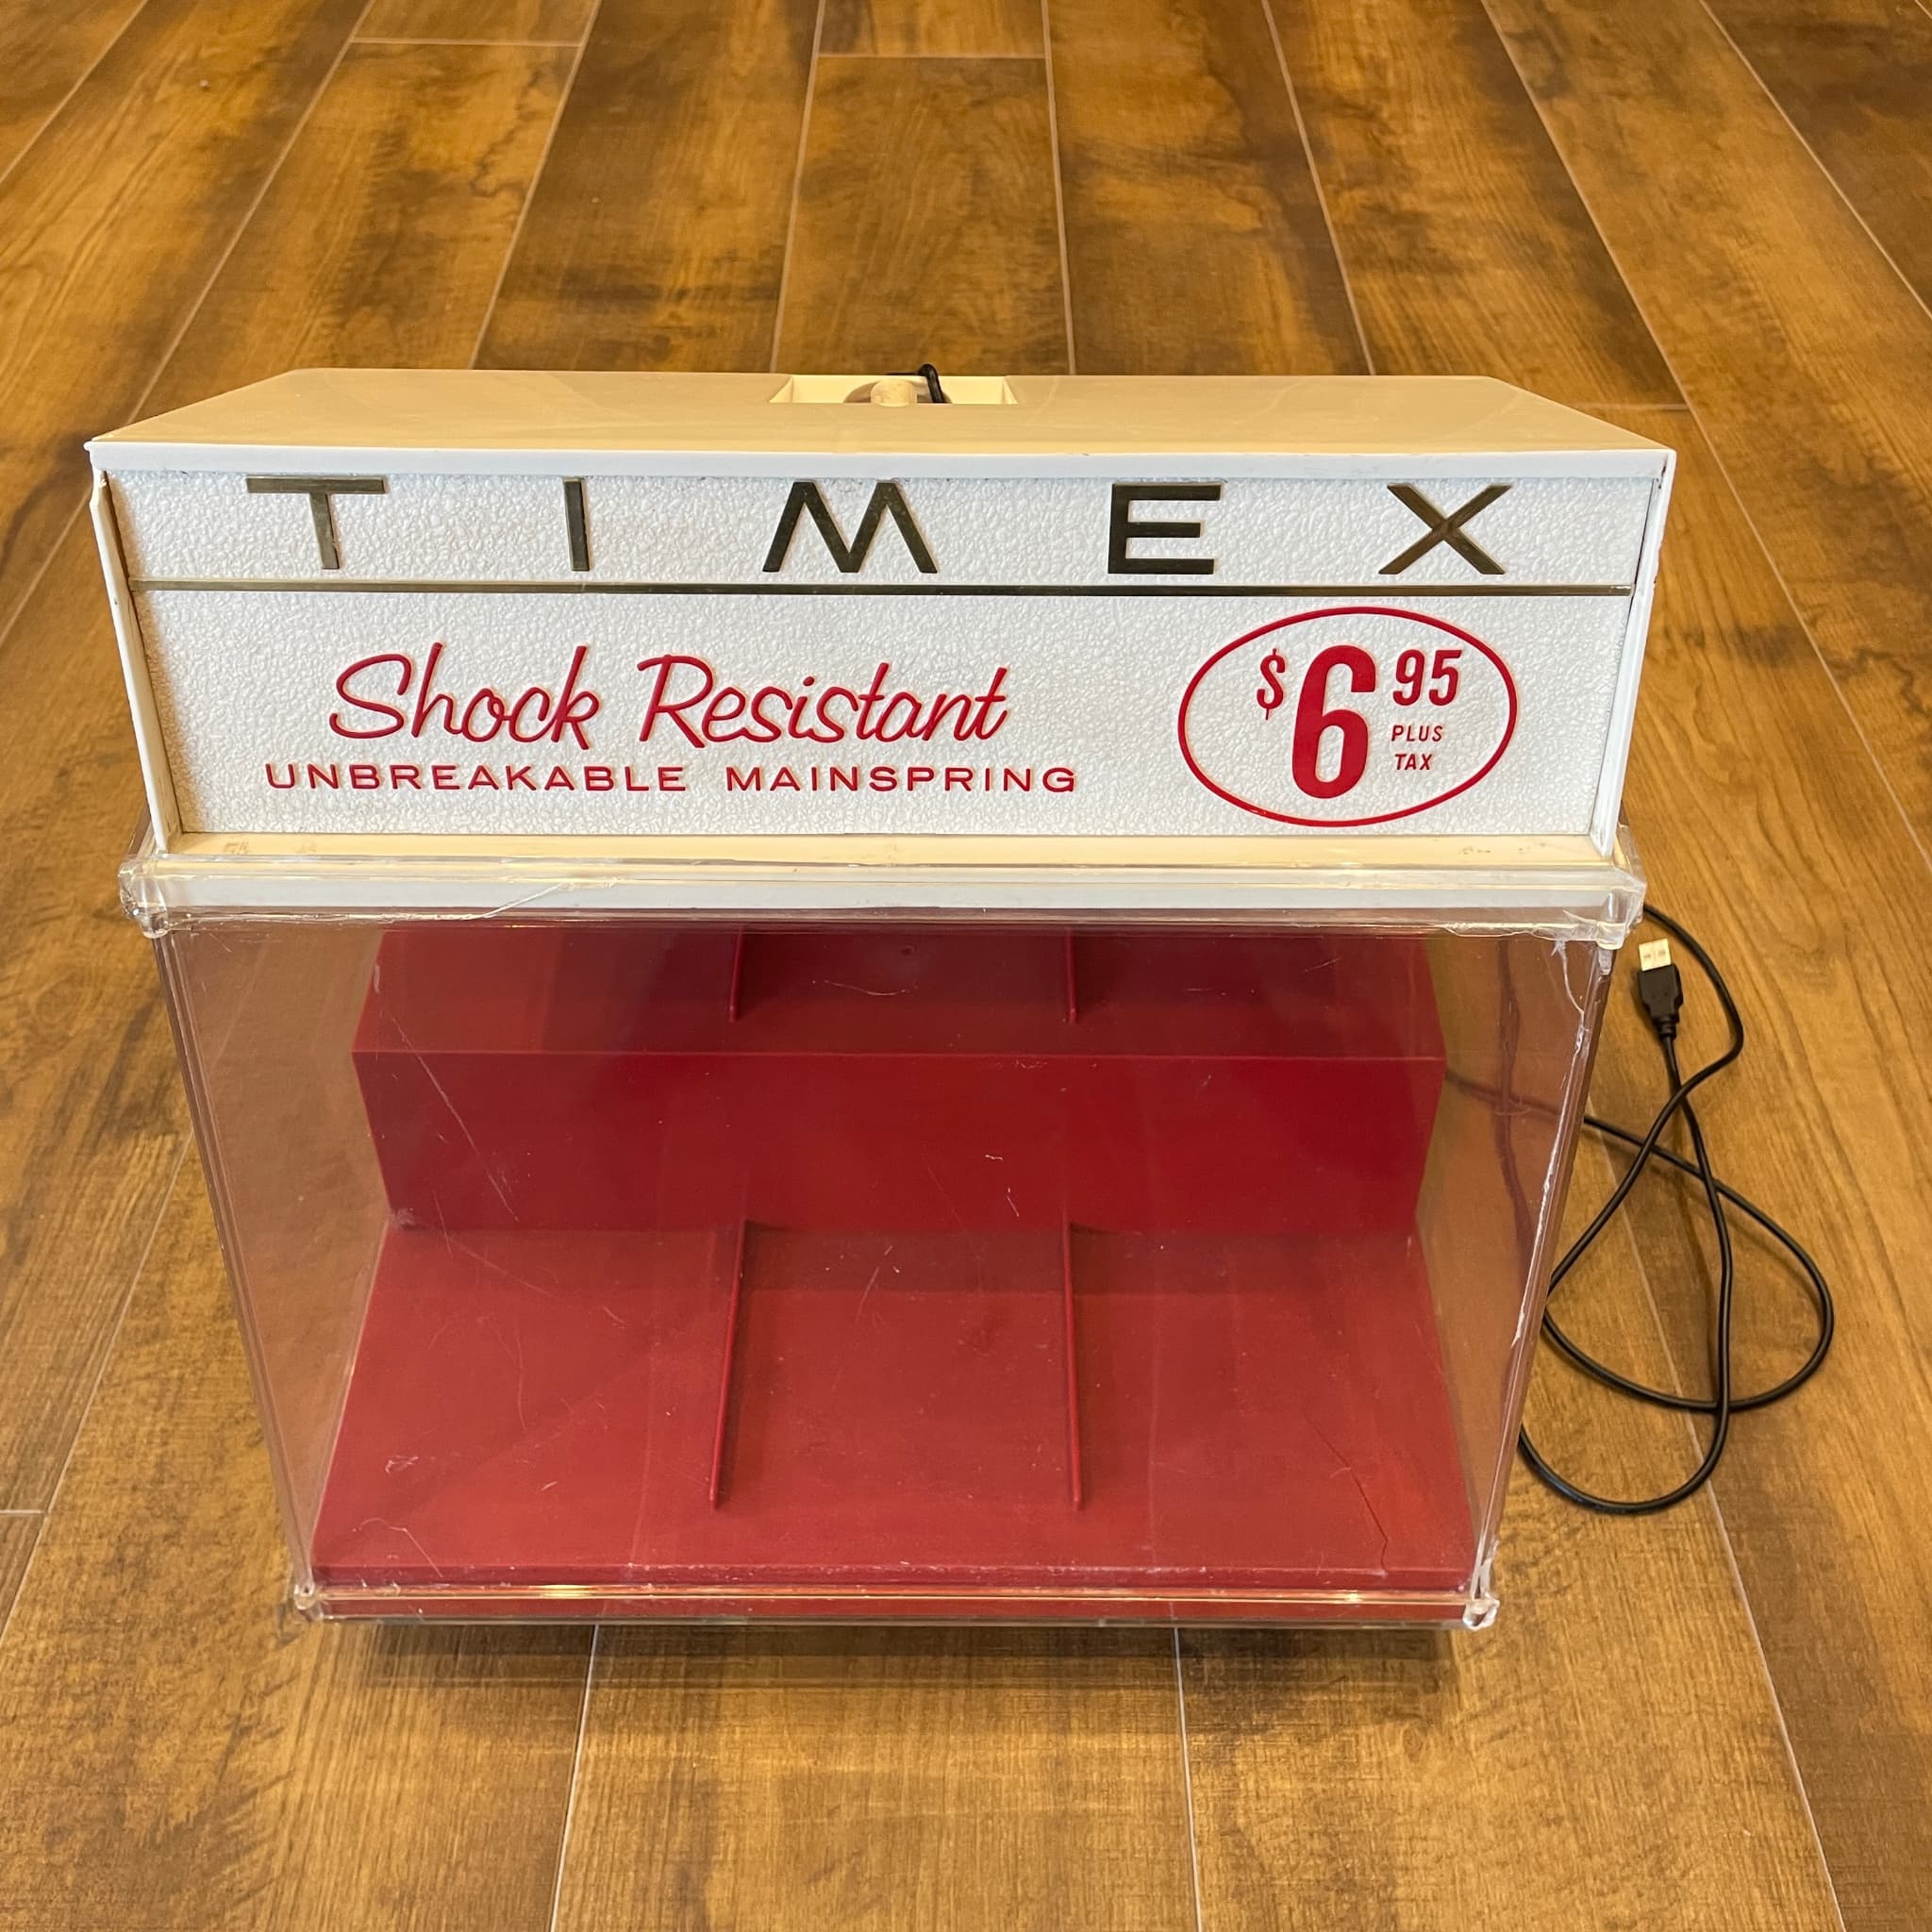 TIMEX
Shock Resistant
UNBREAKABLE MAINSPRING
$6 95
PLUS
TAX